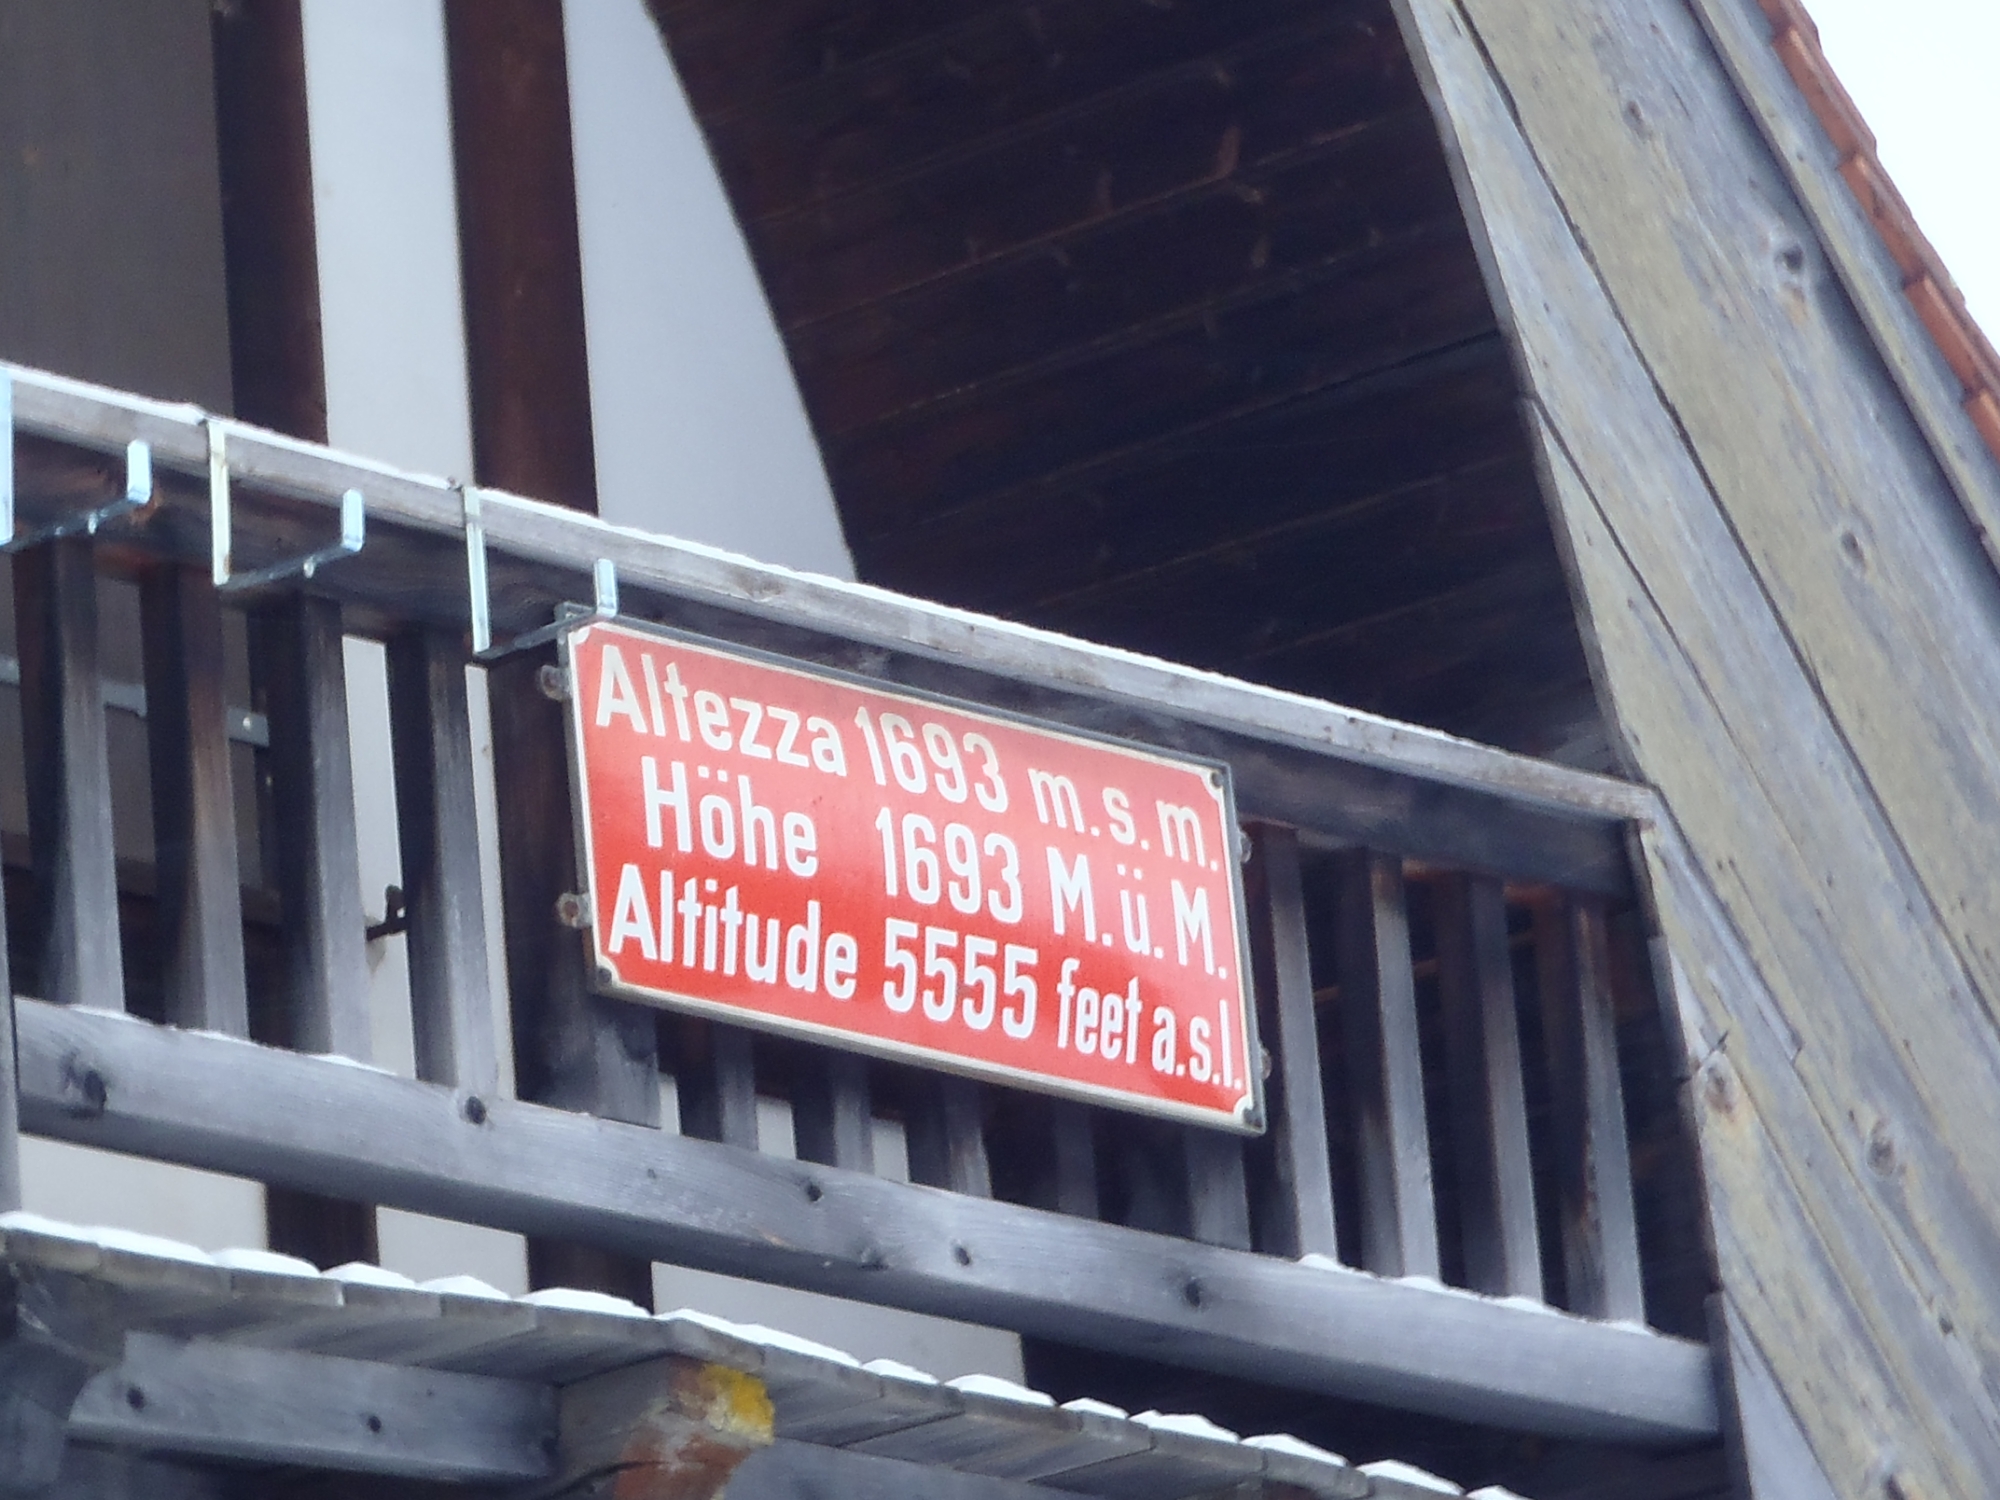 Altezza 1693 m.s.m.
Höhe 1693 M.ü.M.
Altitude 5555 feet a.s.l.